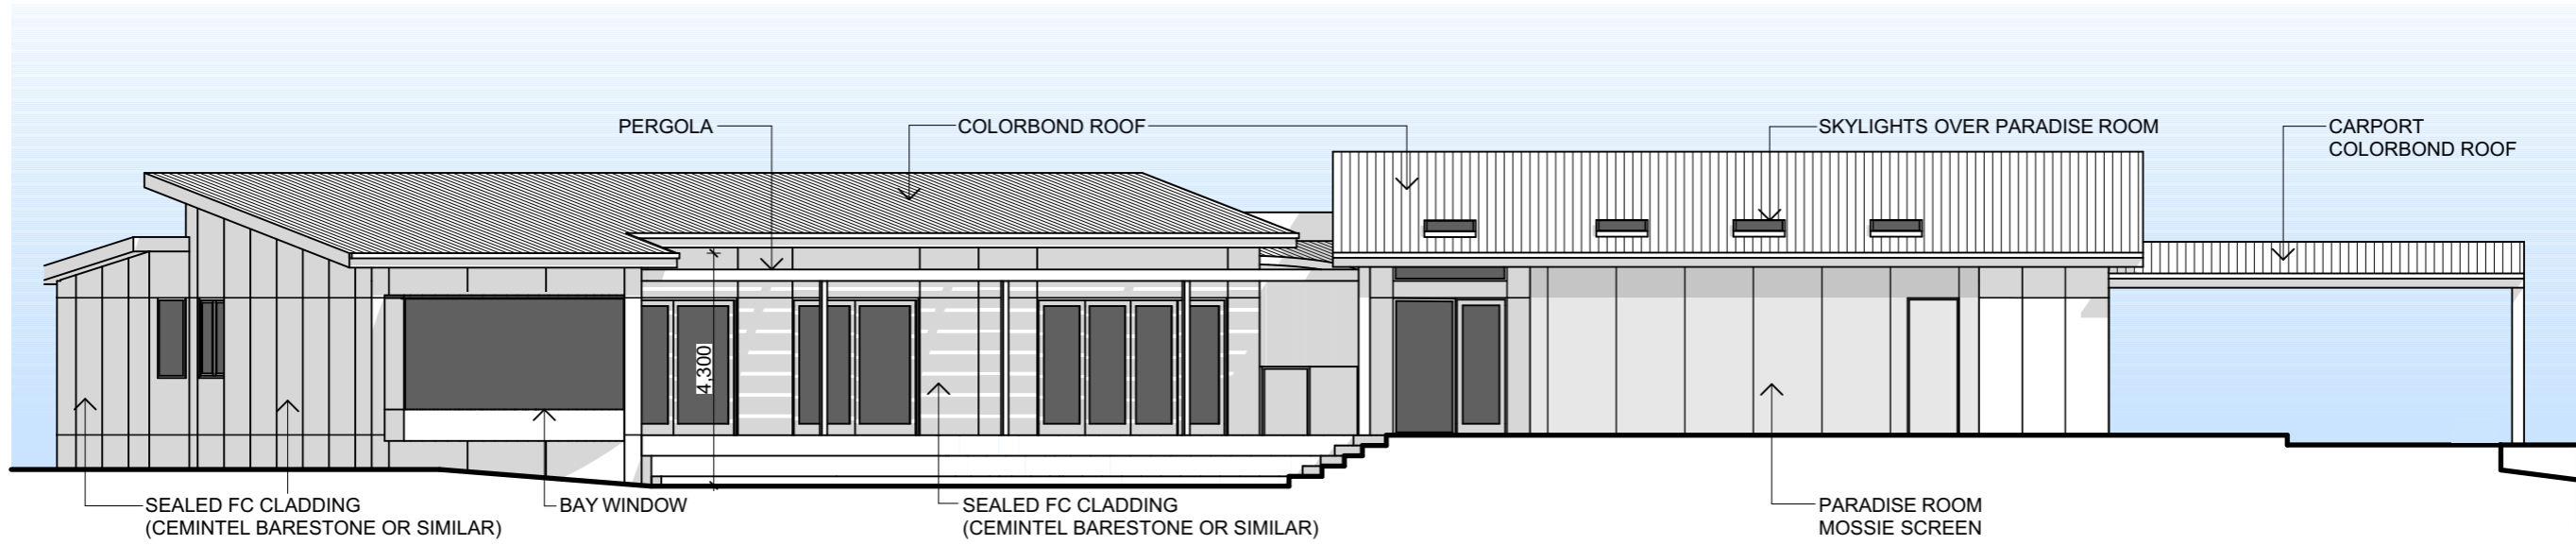 PERGOLA
COLORBOND ROOF
SKYLIGHTS OVER PARADISE ROOM
CARPORT
COLORBOND ROOF
4,300
SEALED FC CLADDING
(CEMINTEL BARESTONE OR SIMILAR)
BAY WINDOW
SEALED FC CLADDING
(CEMINTEL BARESTONE OR SIMILAR)
PARADISE ROOM
MOSSIE SCREEN